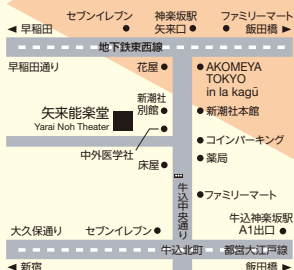 セブンイレブン 神楽坂駅 ファミリーマート
◀ 早稲田 矢来口 飯田橋 ▶
地下鉄東西線
早稲田通り 花屋 AKOMEYA
TOKYO
in la kagū
新潮社
別館
新潮社本館
矢来能楽堂
Yarai Noh Theater
コインパーキング
中外医学社
薬局
床屋
牛込中央通り
ファミリーマート
牛込神楽坂駅
A1出口
大久保通り セブンイレブン
牛込北町 都営大江戸線
◀ 新宿 飯田橋 ▶